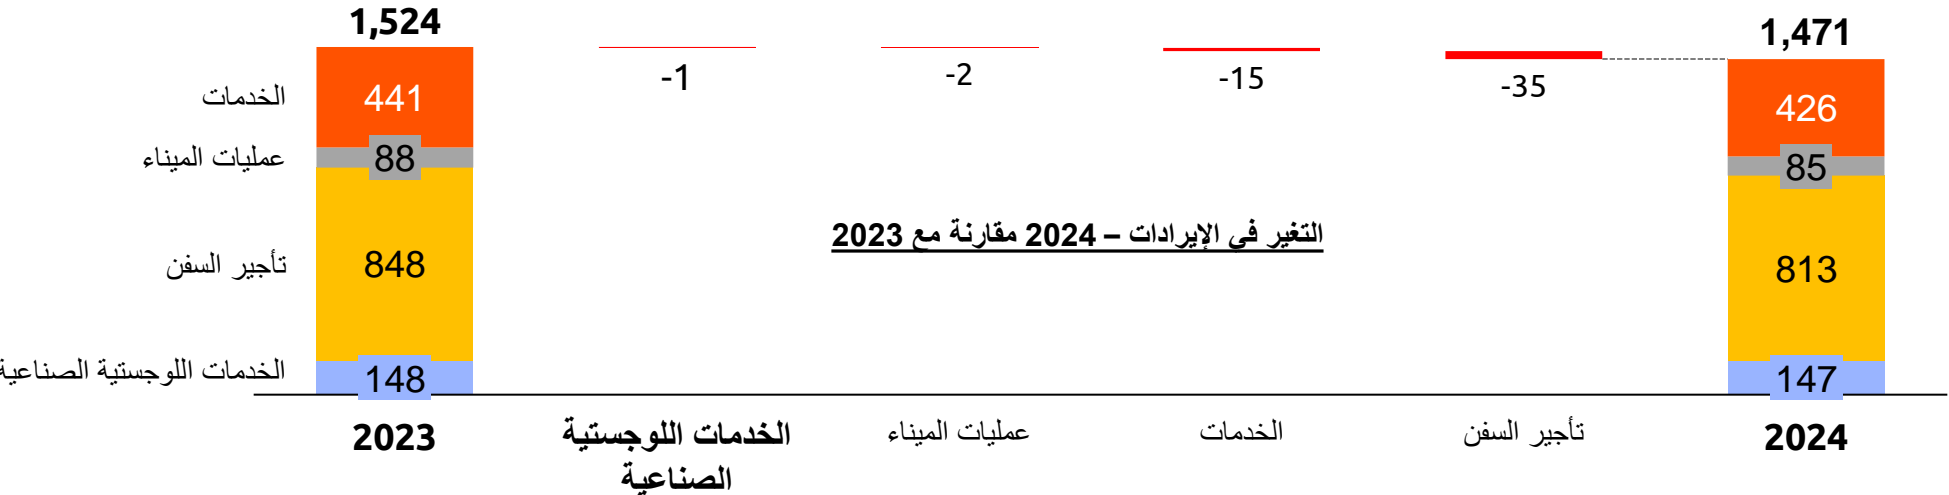 1,524
1,471
-1
-2
-15
-35
الخدمات
441
426
عمليات الميناء
88
85
التغير في الإيرادات – 2024 مقارنة مع 2023
تأجير السفن
848
813
الخدمات اللوجستية الصناعية
148
147
2023
الخدمات اللوجستية
الصناعية
عمليات الميناء
الخدمات
تأجير السفن
2024